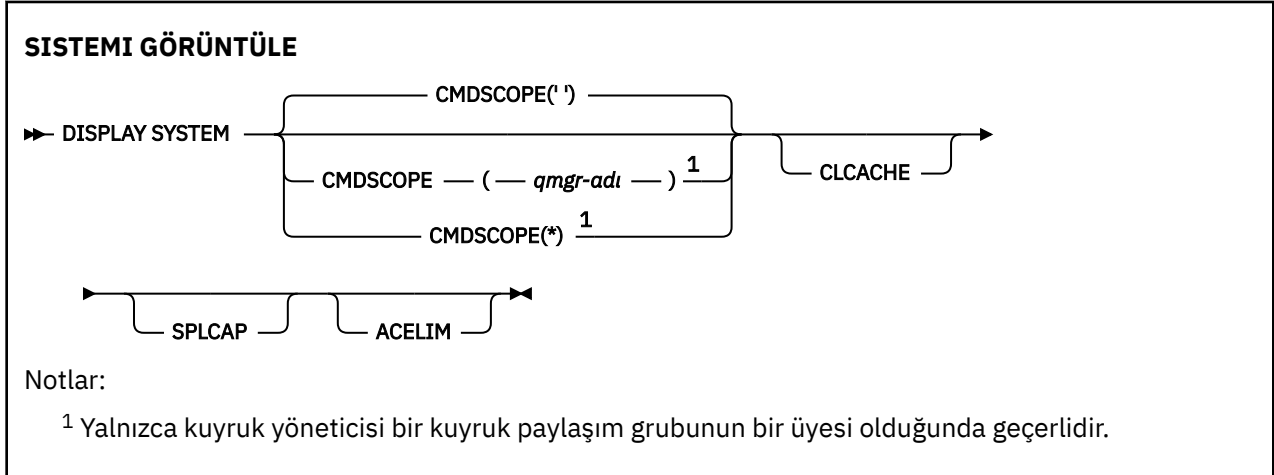 SISTEMI GÖRÜNTÜLE
CMDSCOPE(' ')
DISPLAY SYSTEM
CMDSCOPE ( qmgr-adı ) 1
CLCACHE
CMDSCOPE(*) 1
SPLCAP ACELIM
Notlar:
1 Yalnızca kuyruk yöneticisi bir kuyruk paylaşım grubunun bir üyesi olduğunda geçerlidir.